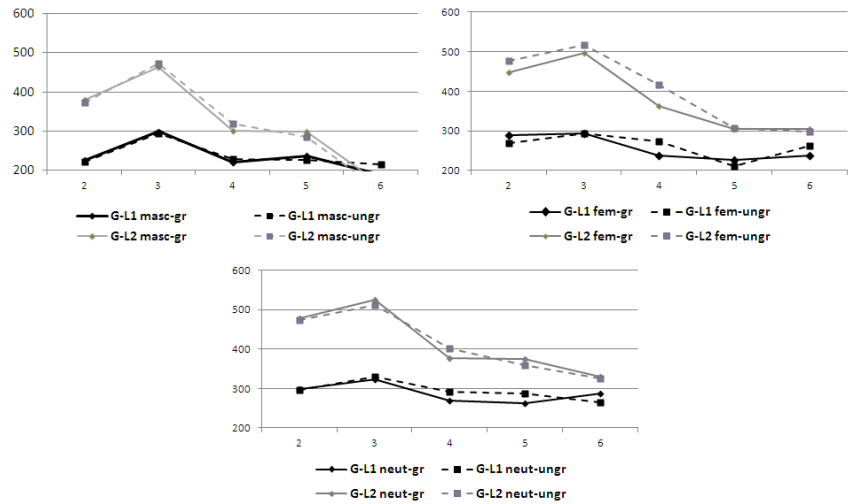 600
500
400
300
200
2 3 4 5 6
G-L1 masc-gr G-L1 masc-ungr
G-L2 masc-gr G-L2 masc-ungr
600
500
400
300
200
2 3 4 5 6
G-L1 fem-gr G-L1 fem-ungr
G-L2 fem-gr G-L2 fem-ungr
600
500
400
300
200
2 3 4 5 6
G-L1 neut-gr G-L1 neut-ungr
G-L2 neut-gr G-L2 neut-ungr